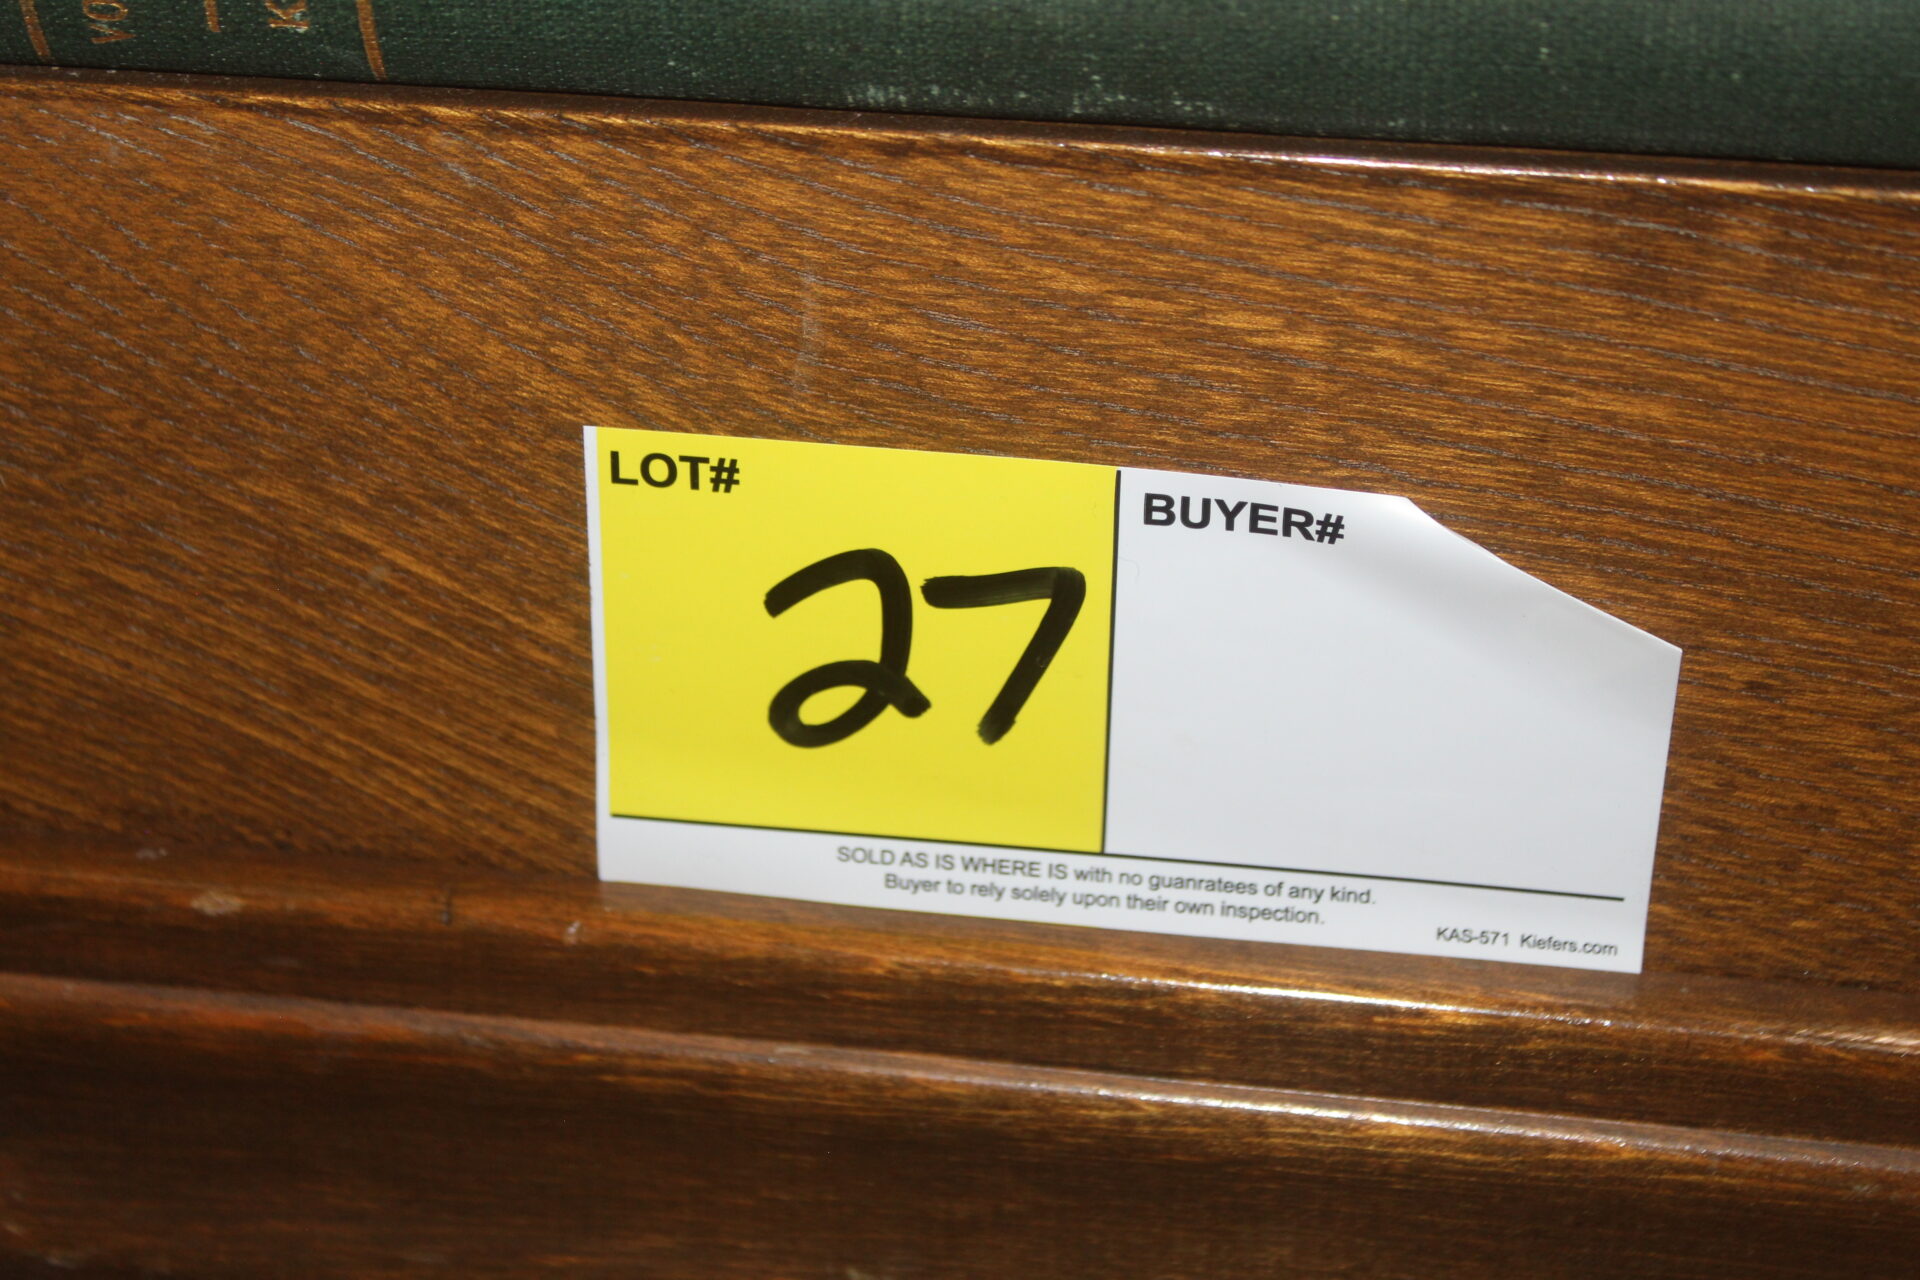 LOT#
BUYER#
27
SOLD AS IS WHERE IS with no guanratees of any kind.
Buyer to rely solely upon their own inspection.
KAS-571 Kiefers.com